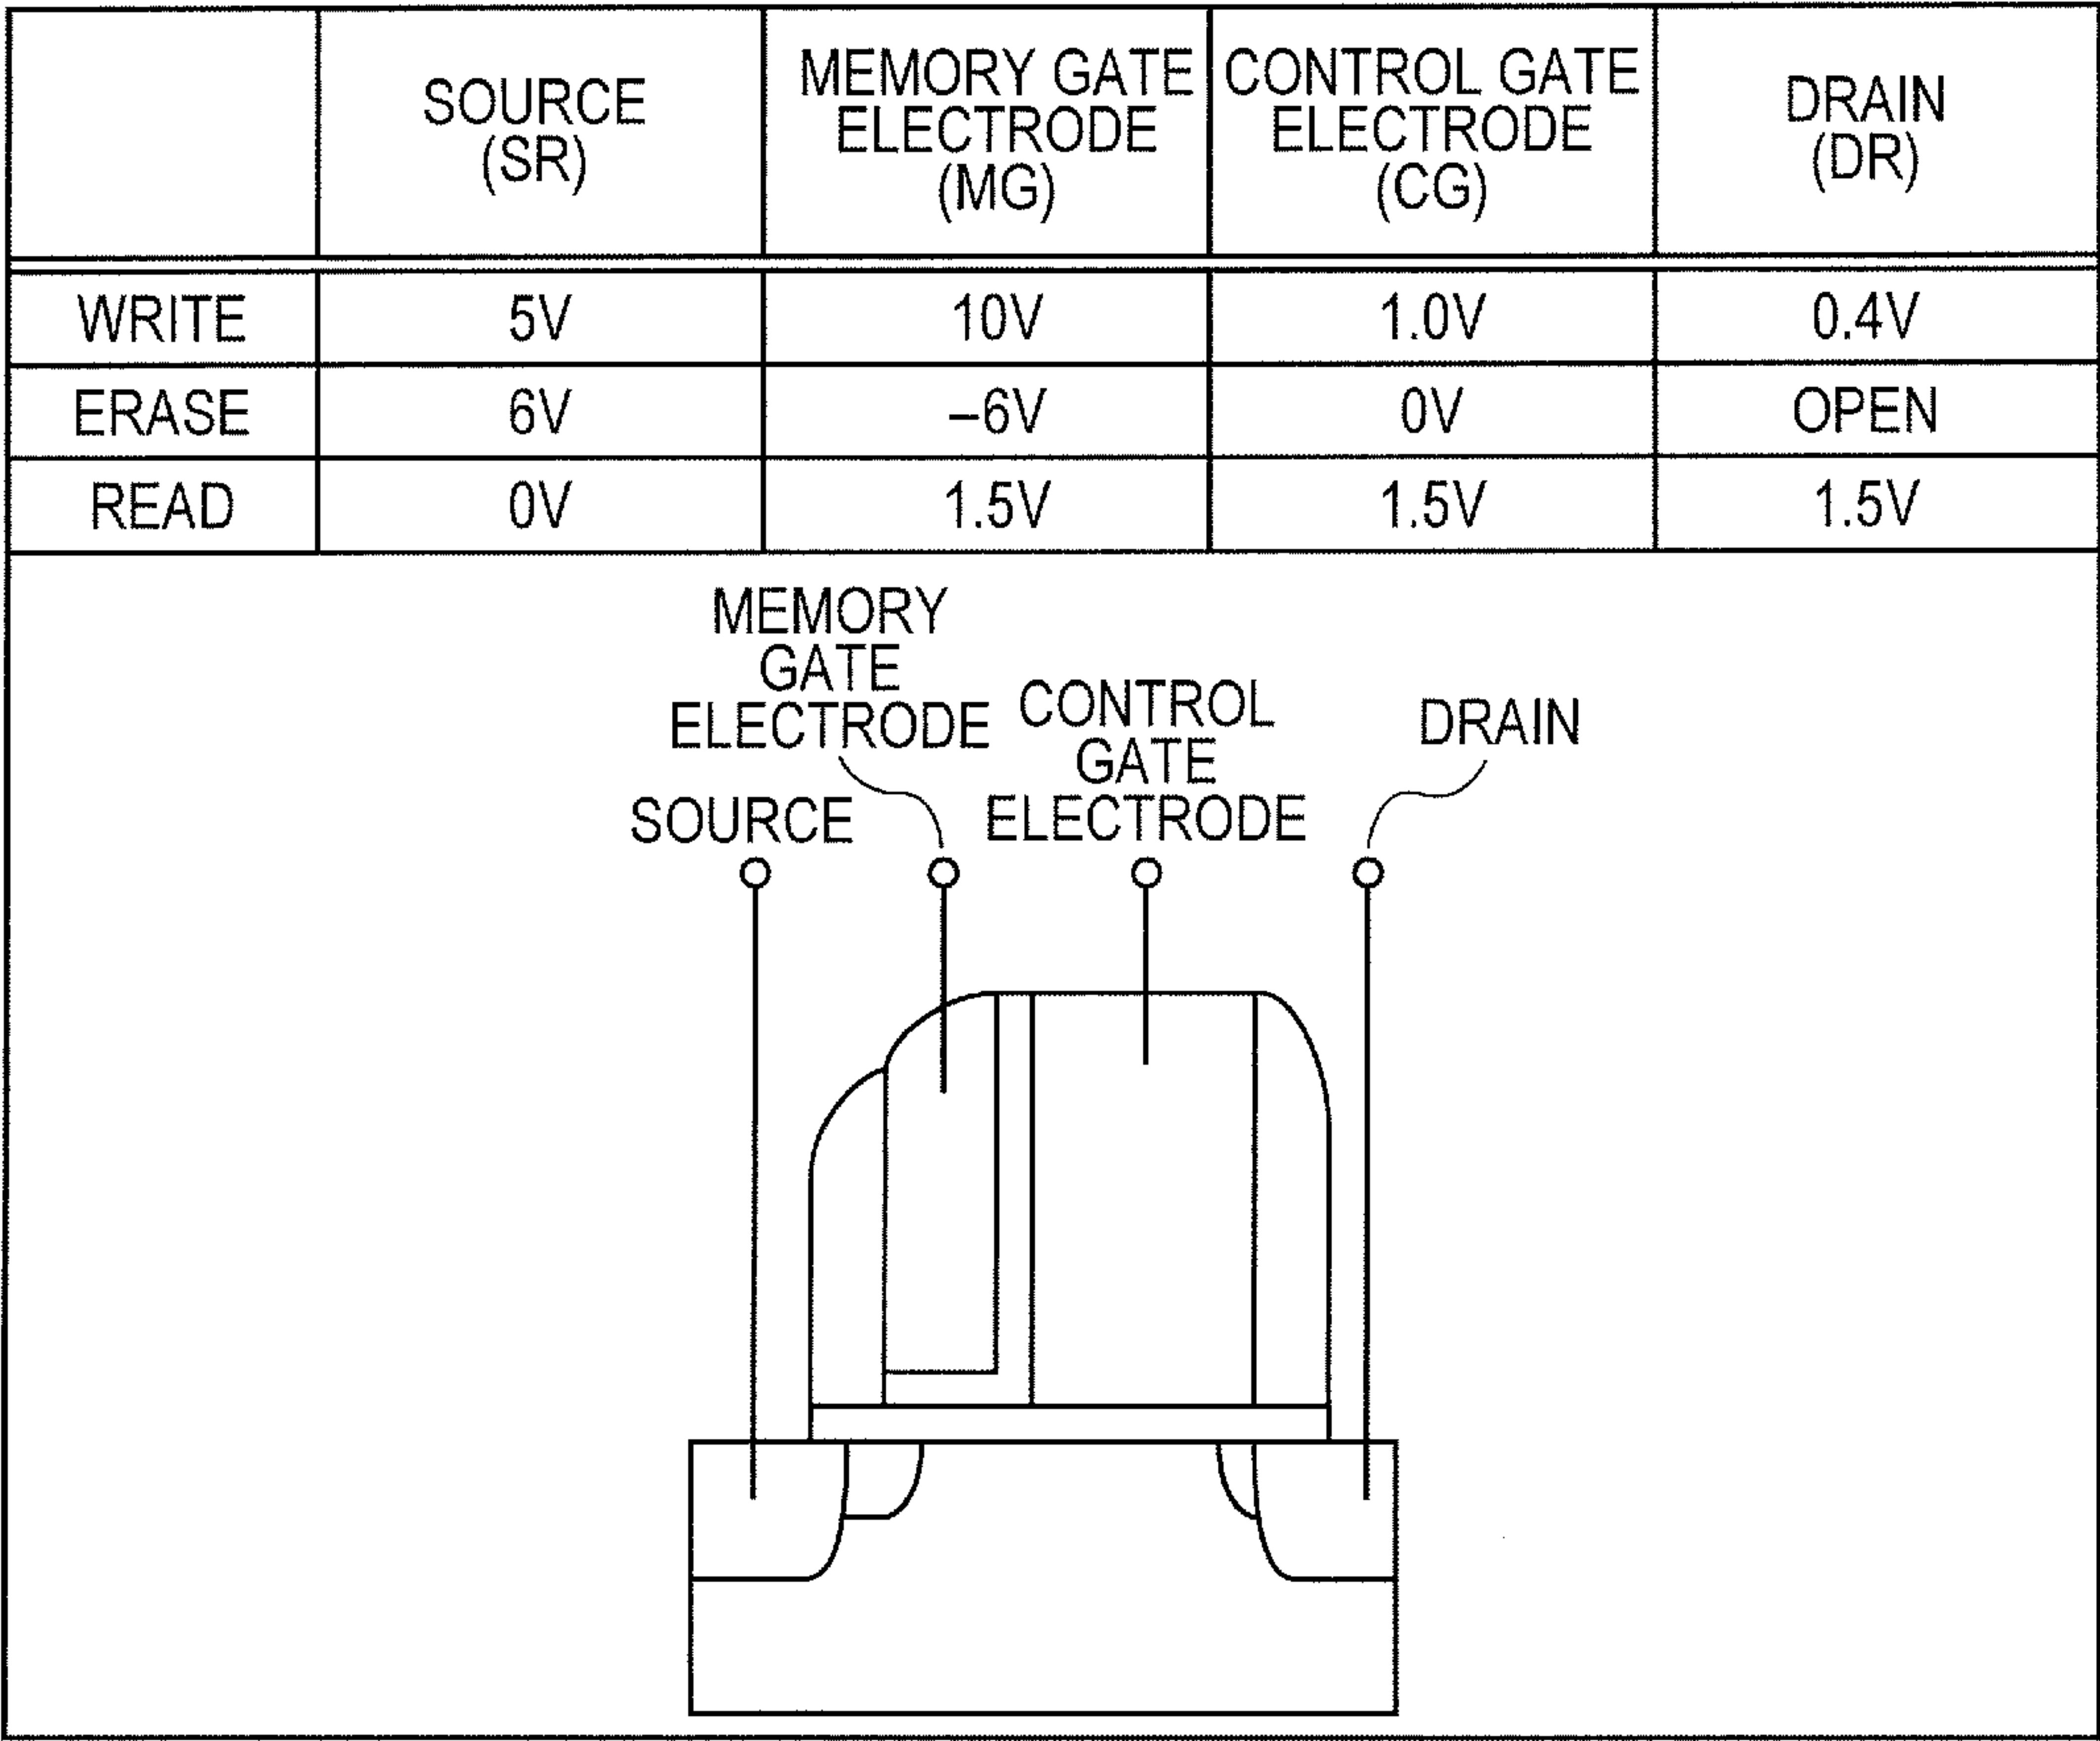 SOURCE
(SR)
MEMORY GATE
ELECTRODE
(MG)
CONTROL GATE
ELECTRODE
(CG)
DRAIN
(DR)
WRITE 5V 10V 1.0V 0.4V
ERASE 6V –6V 0V OPEN
READ 0V 1.5V 1.5V 1.5V
MEMORY
GATE
ELECTRODE
CONTROL
GATE
ELECTRODE
DRAIN
SOURCE